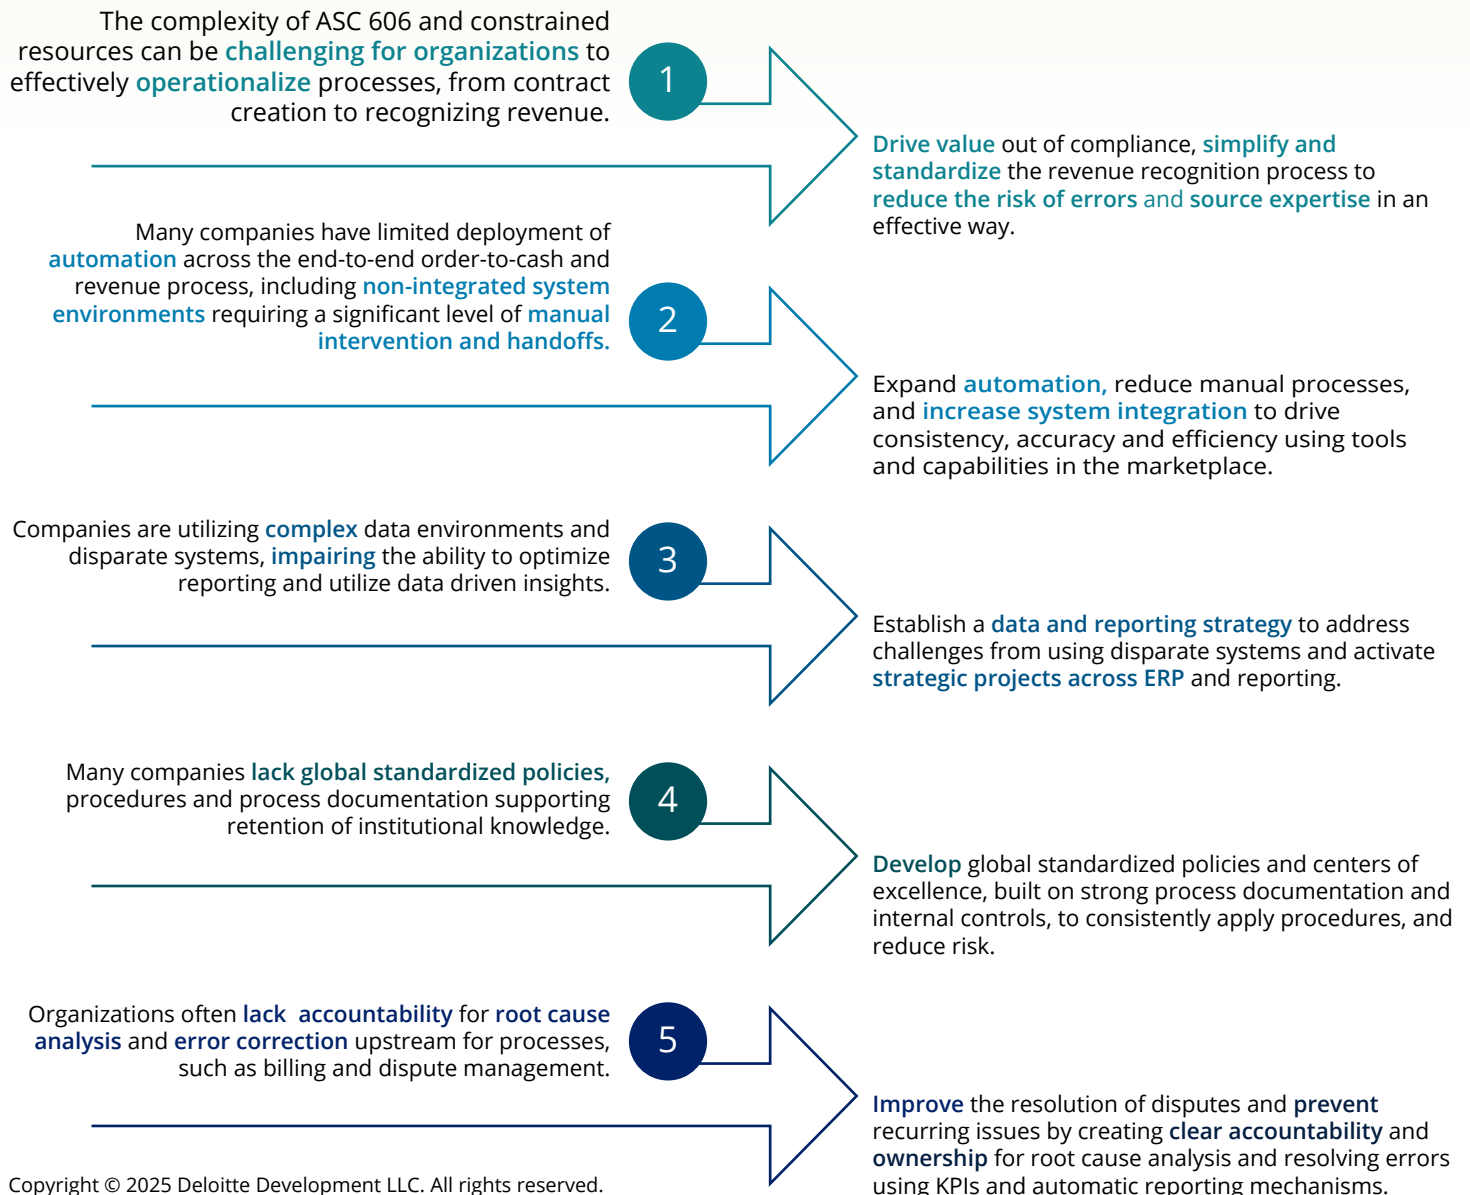 The complexity of ASC 606 and constrained
resources can be challenging for organizations to
effectively operationalize processes, from contract
creation to recognizing revenue.
1
Drive value out of compliance, simplify and
standardize the revenue recognition process to
reduce the risk of errors and source expertise in an
effective way.
Many companies have limited deployment of
automation across the end-to-end order-to-cash and
revenue process, including non-integrated system
environments requiring a significant level of manual
intervention and handoffs.
2
Expand automation, reduce manual processes,
and increase system integration to drive
consistency, accuracy and efficiency using tools
and capabilities in the marketplace.
Companies are utilizing complex data environments and
disparate systems, impairing the ability to optimize
reporting and utilize data driven insights.
3
Establish a data and reporting strategy to address
challenges from using disparate systems and activate
strategic projects across ERP and reporting.
Many companies lack global standardized policies,
procedures and process documentation supporting
retention of institutional knowledge.
4
Develop global standardized policies and centers of
excellence, built on strong process documentation and
internal controls, to consistently apply procedures, and
reduce risk.
Organizations often lack  accountability for root cause
analysis and error correction upstream for processes,
such as billing and dispute management.
5
Improve the resolution of disputes and prevent
recurring issues by creating clear accountability and
ownership for root cause analysis and resolving errors
using KPIs and automatic reporting mechanisms.
Copyright © 2025 Deloitte Development LLC. All rights reserved.